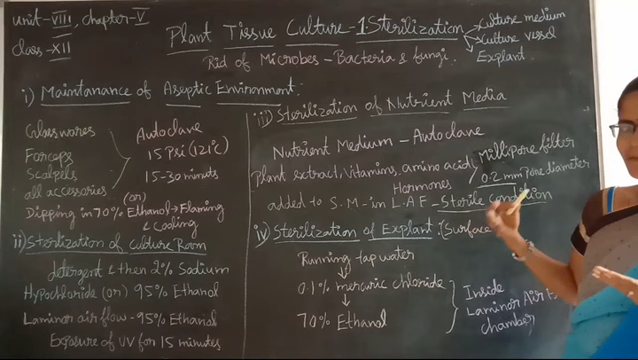 unit-VIII, chapter-V
class-XII
Plant Tissue Culture-1 Sterilization
Culture medium
Culture vessel
Explant
Rid of Microbes - Bacteria & fungi.
i) Maintanance of Aseptic Environment.
Glasswares
Forceps
Scalpels
all accessories
Autoclave
15 Psi (121°C)
15-30 minuts
(or)
Dipping in 70% Ethanol → Flaming
& Cooling
ii) Sterilization of Culture Room
detergent & then 2% Sodium
Hypochloride (or) 95% Ethanol
Laminar air flow - 95% Ethanol
Exposure of UV for 15 minutes
iii) Sterilization of Nutrient Media
Nutrient Medium - Autoclave
Plant extract, vitamins, amino acid,
Hormones
Millipore filter
0.2 mm Pore diameter
added to S.M - in L.A.F - Sterile condition
iv) Sterilization of Explant : (Surface
Running tap water
0.1% mercuric chloride
70% Ethanol
Inside
Laminor Air
chamber